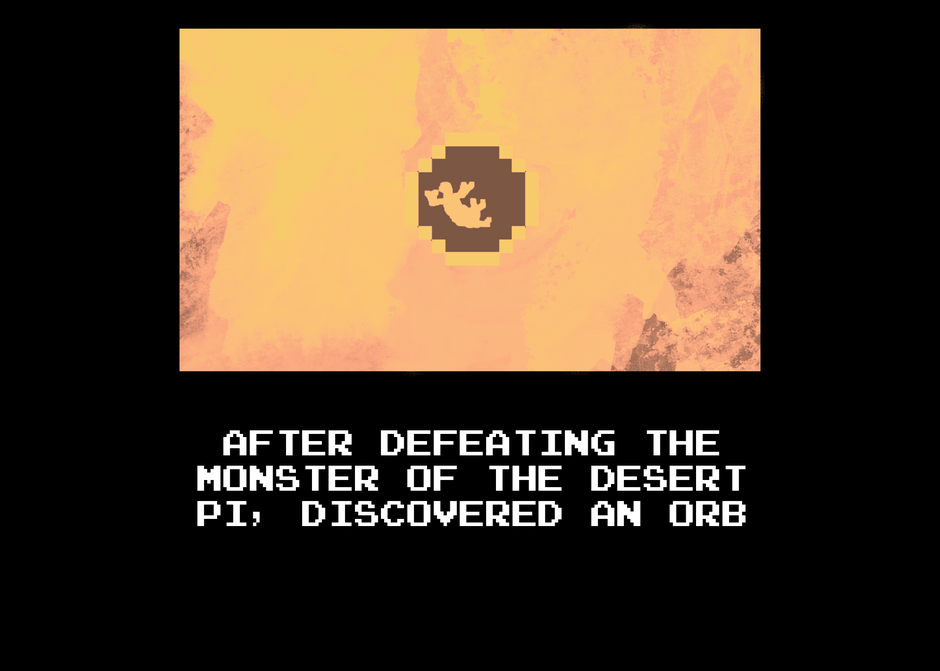 AFTER DEFEATING THE
MONSTER OF THE DESERT
PI, DISCOVERED AN ORB